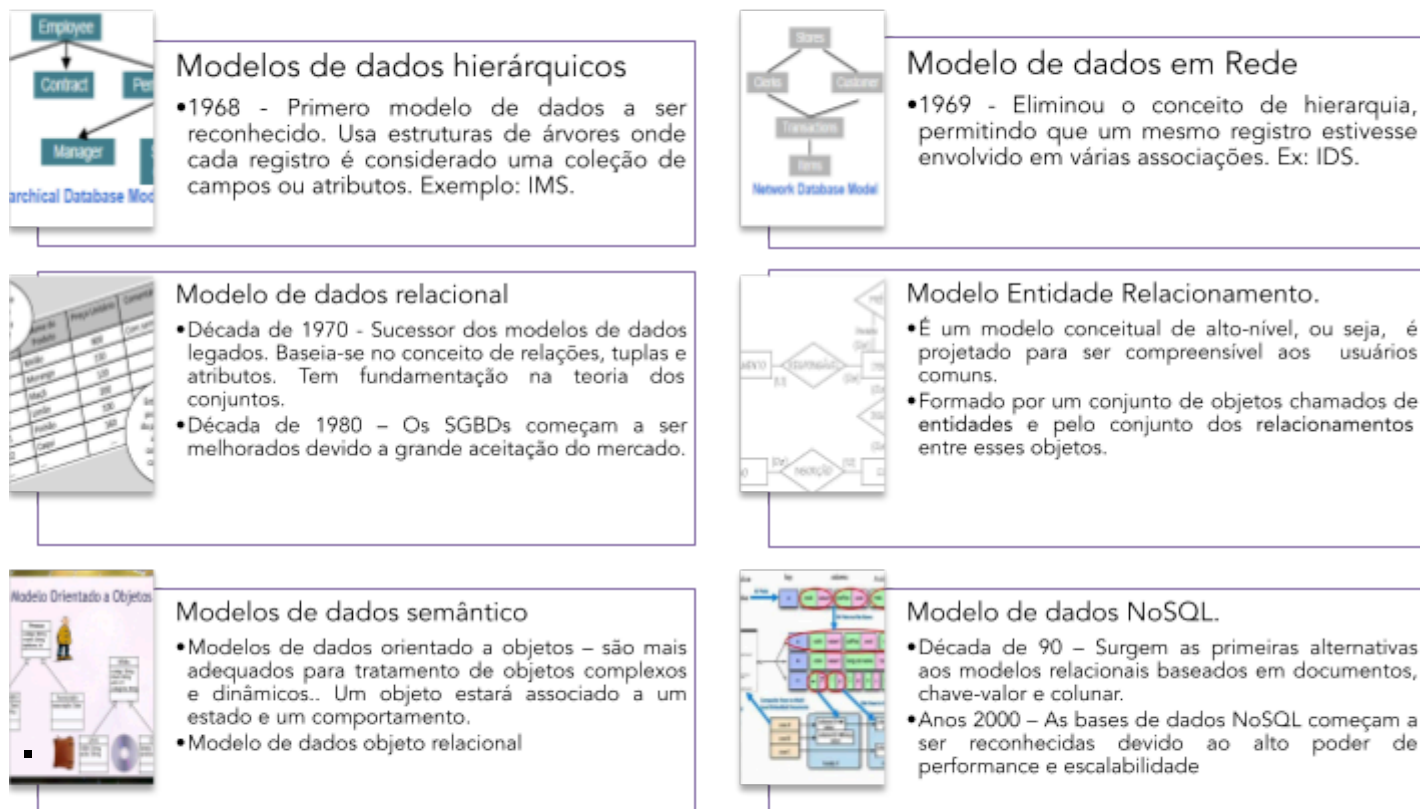 Employee
Contract
Manager
archical Database Mod
Modelos de dados hierárquicos
•1968 - Primero modelo de dados a ser
reconhecido. Usa estruturas de árvores onde
cada registro é considerado uma coleção de
campos ou atributos. Exemplo: IMS.
Stores
Customer
Transactions
Items
Network Database Model
Modelo de dados em Rede
•1969 - Eliminou o conceito de hierarquia,
permitindo que um mesmo registro estivesse
envolvido em várias associações. Ex: IDS.
Modelo de dados relacional
•Década de 1970 - Sucessor dos modelos de dados
legados. Baseia-se no conceito de relações, tuplas e
atributos. Tem fundamentação na teoria dos
conjuntos.
•Década de 1980 – Os SGBDs começam a ser
melhorados devido a grande aceitação do mercado.
Modelo Entidade Relacionamento.
•É um modelo conceitual de alto-nível, ou seja, é
projetado para ser compreensível aos usuários
comuns.
•Formado por um conjunto de objetos chamados de
entidades e pelo conjunto dos relacionamentos
entre esses objetos.
Modelo Orientado a Objetos
Modelos de dados semântico
•Modelos de dados orientado a objetos – são mais
adequados para tratamento de objetos complexos
e dinâmicos.. Um objeto estará associado a um
estado e um comportamento.
•Modelo de dados objeto relacional
Modelo de dados NoSQL.
•Década de 90 – Surgem as primeiras alternativas
aos modelos relacionais baseados em documentos,
chave-valor e colunar.
•Anos 2000 – As bases de dados NoSQL começam a
ser reconhecidas devido ao alto poder de
performance e escalabilidade